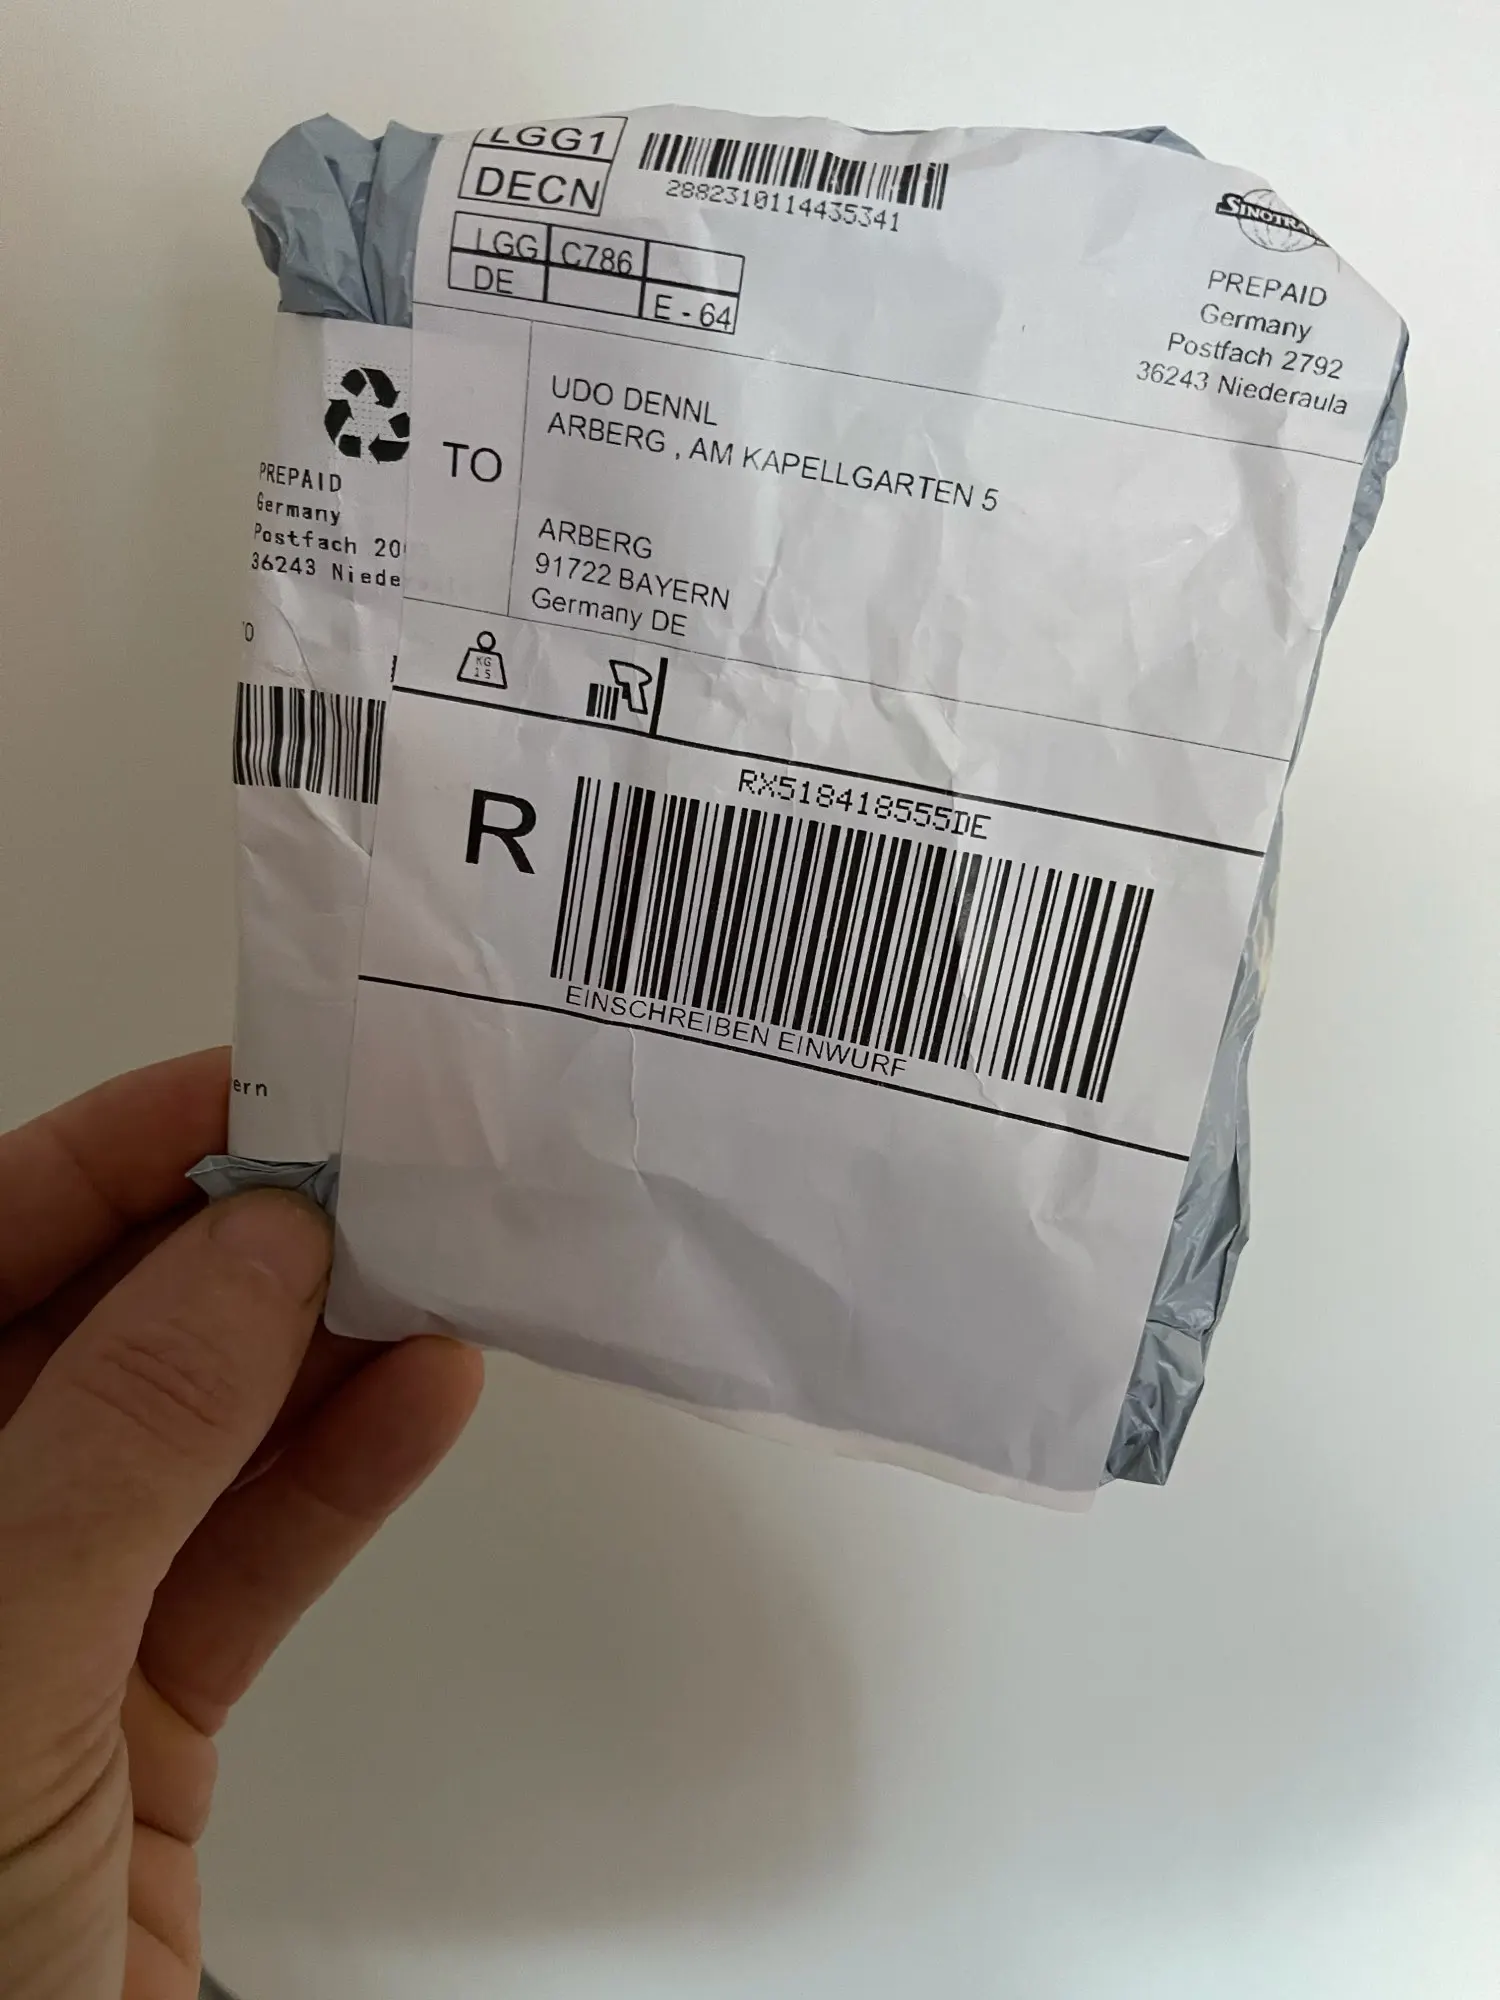 LGG1
DECN
2882310114435341
LGG C786
DE
E - 64
PREPAID
Germany
Postfach 2792
36243 Niederaula
TO
UDO DENNL
ARBERG , AM KAPELLGARTEN 5
ARBERG
91722 BAYERN
Germany DE
KG
15
R
RX518418555DE
EINSCHREIBEN EINWURF
PREPAID
Germany
Postfach 20
36243 Niede
ern